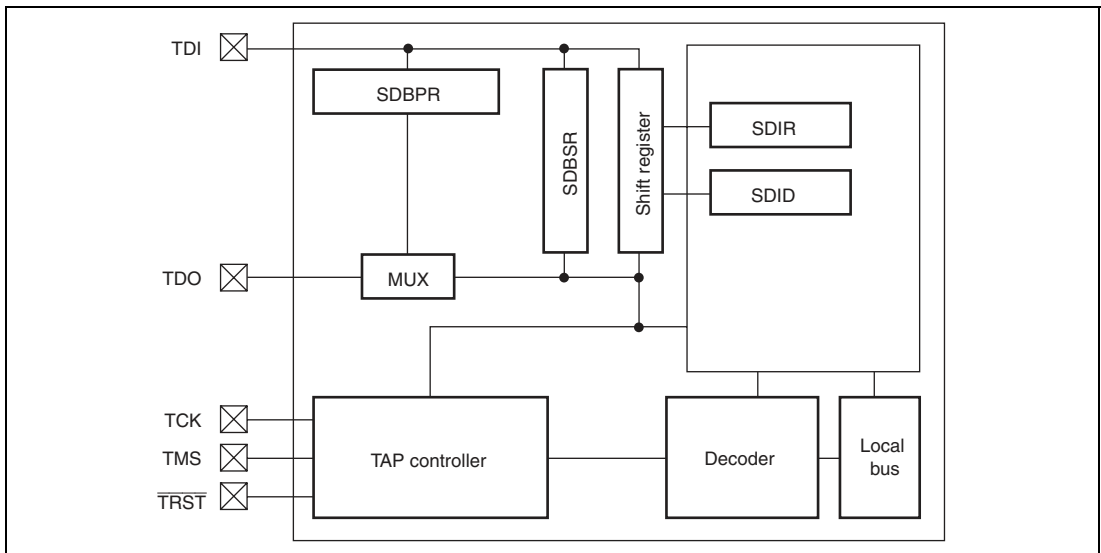 TDI
SDBPR
SDBSR
Shift register
SDIR
SDID
TDO
MUX
TCK
TMS
TRST
TAP controller
Decoder
Local
bus